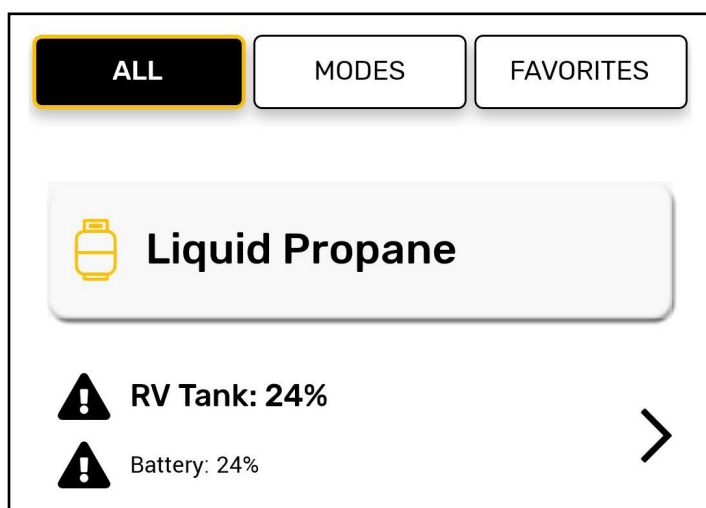 ALL
MODES
FAVORITES
Liquid Propane
RV Tank: 24%
Battery: 24%